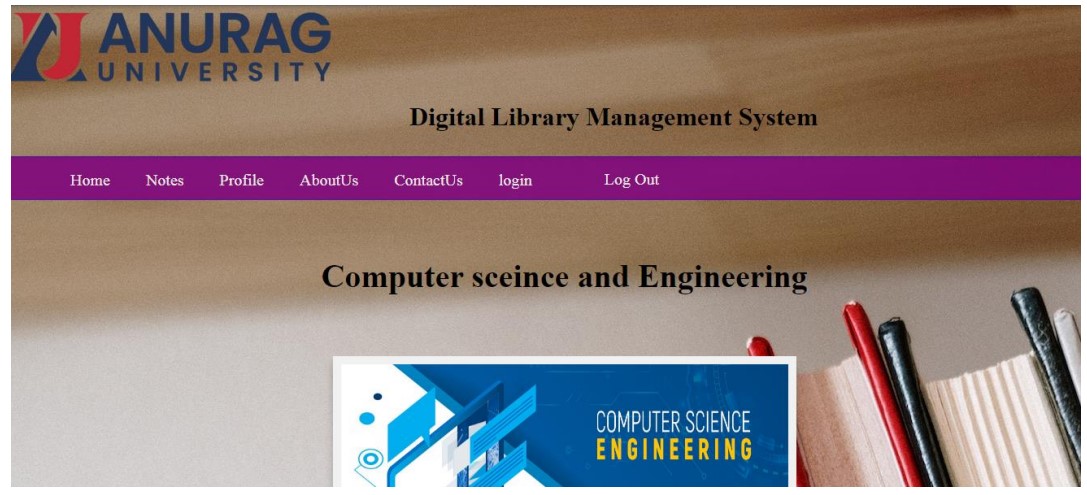 ANURAG
UNIVERSITY
Digital Library Management System
Home Notes Profile AboutUs ContactUs login Log Out
Computer sceince and Engineering
COMPUTER SCIENCE
ENGINEERING